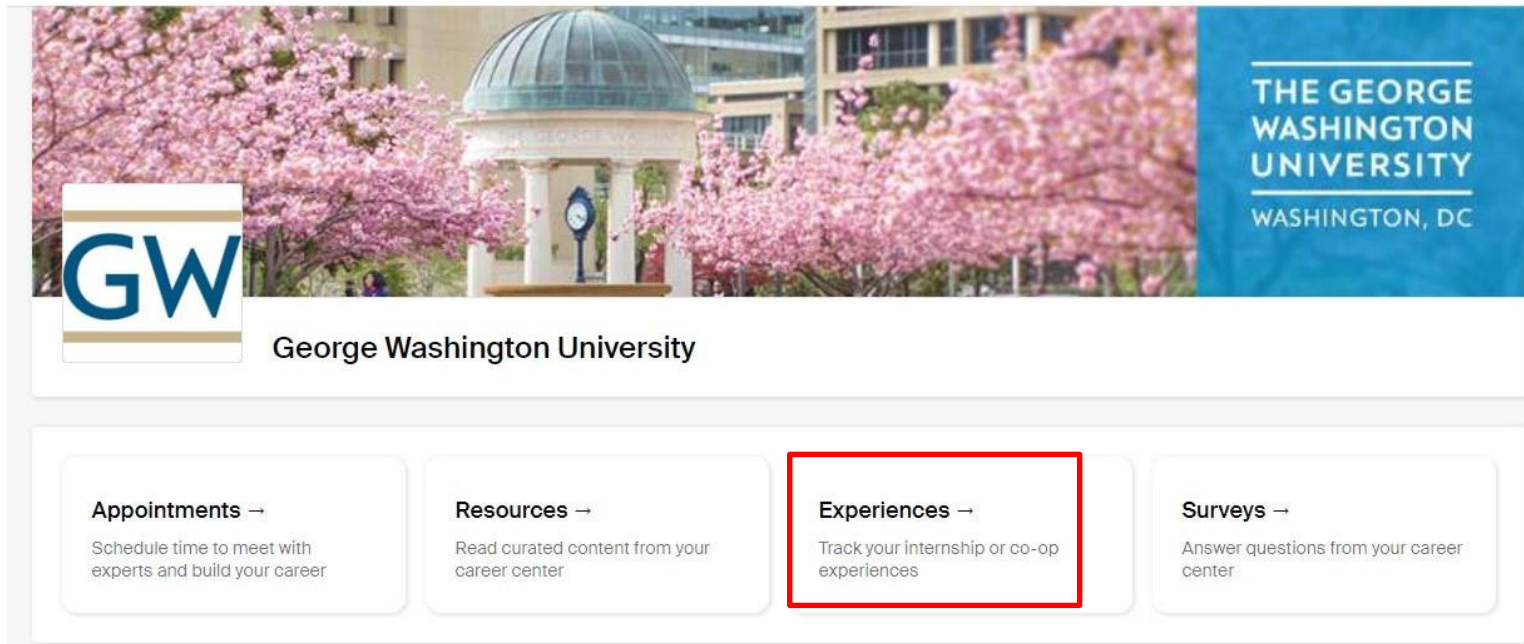 THE GEORGE
WASHINGTON
UNIVERSITY
WASHINGTON, DC
GW
George Washington University
Appointments →
Schedule time to meet with
experts and build your career
Resources →
Read curated content from your
career center
Experiences →
Track your internship or co-op
experiences
Surveys →
Answer questions from your career
center